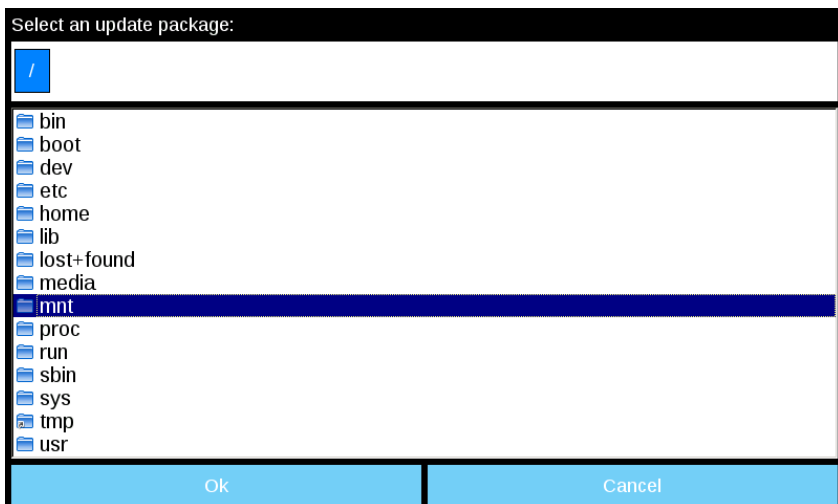 Select an update package:
/
bin
boot
dev
etc
home
lib
lost+found
media
mnt
proc
run
sbin
sys
tmp
usr
Ok Cancel